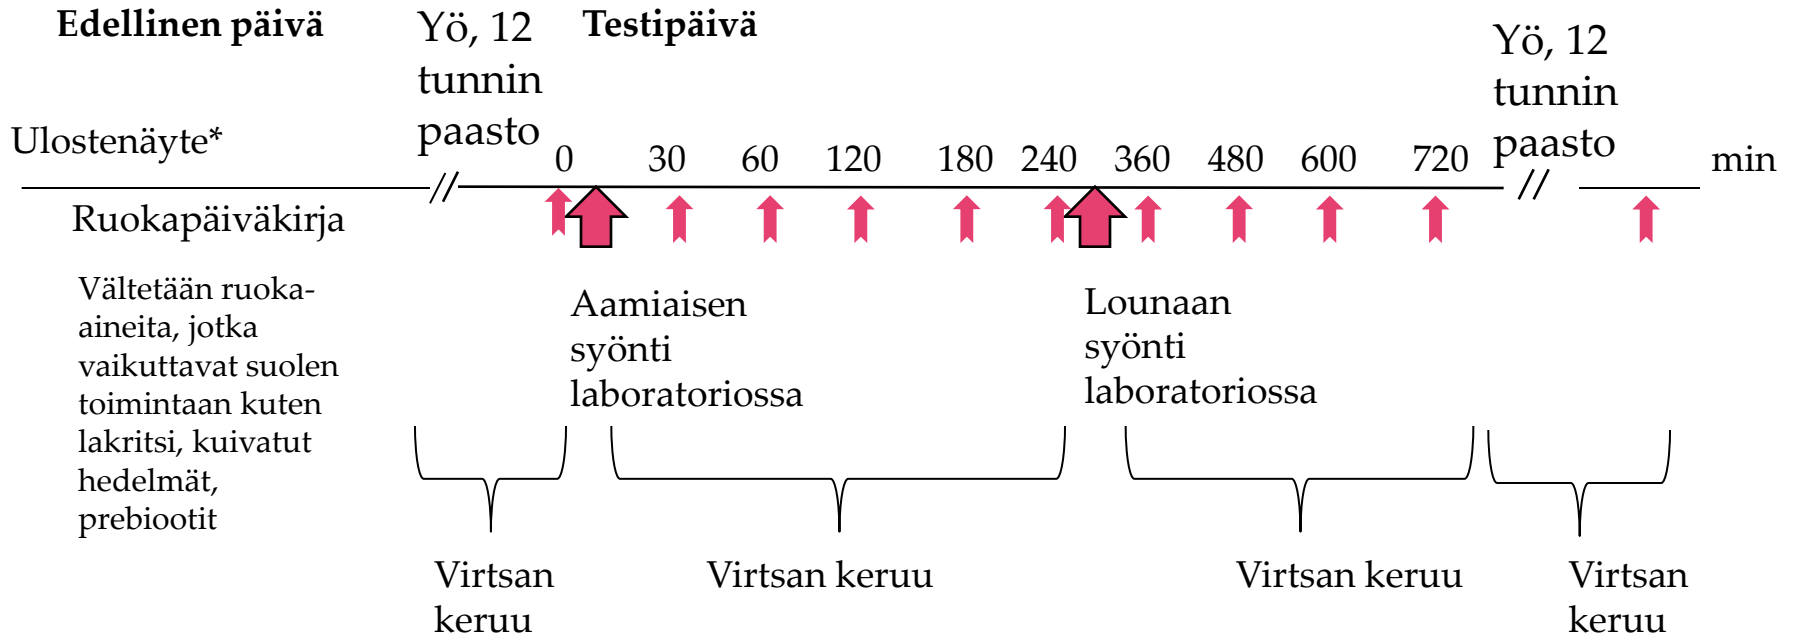 Edellinen päivä
Yö, 12
tunnin
paasto
Testipäivä
Yö, 12
tunnin
paasto
Ulostenäyte*
0 30 60 120 180 240 360 480 600 720
min
Ruokapäiväkirja
Vältetään ruoka-
aineita, jotka
vaikuttavat suolen
toimintaan kuten
lakritsi, kuivatut
hedelmät,
prebiootit
Aamiaisen
syönti
laboratoriossa
Lounaan
syönti
laboratoriossa
Virtsan
keruu
Virtsan keruu
Virtsan keruu
Virtsan
keruu